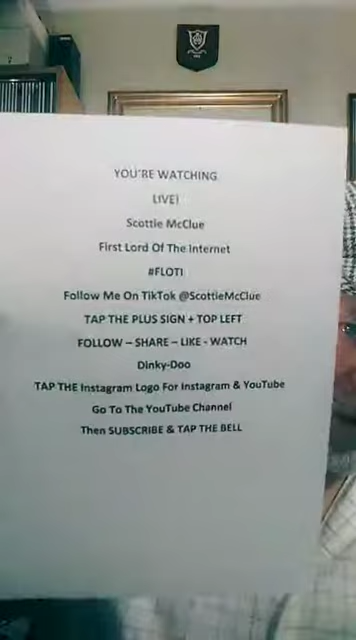 YOU'RE WATCHING
LIVE!
Scottie McClue
First Lord Of The Internet
#FLOTI
Follow Me On TikTok @ScottieMcClue
TAP THE PLUS SIGN + TOP LEFT
FOLLOW – SHARE – LIKE - WATCH
Dinky-Doo
TAP THE Instagram Logo For Instagram & YouTube
Go To The YouTube Channel
Then SUBSCRIBE & TAP THE BELL